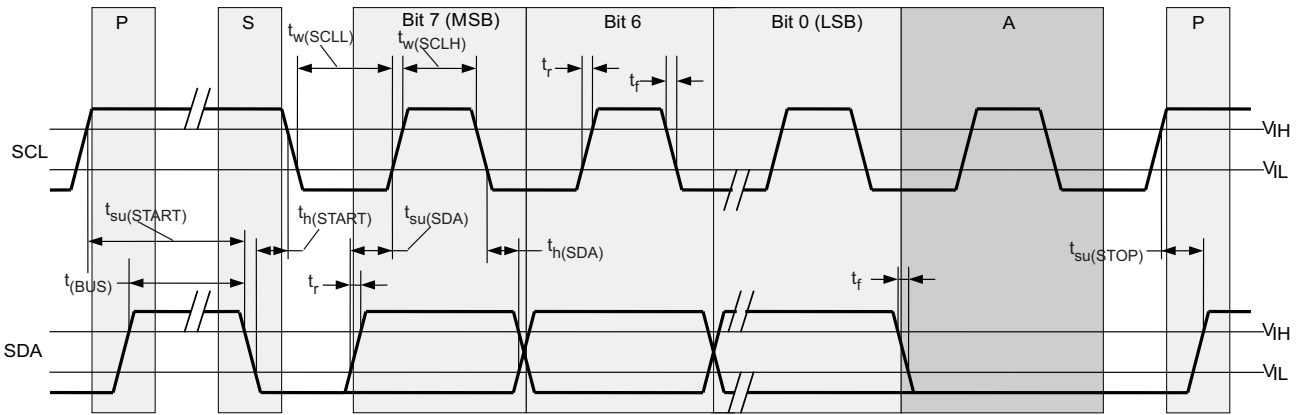 P
S
Bit 7 (MSB)
Bit 6
Bit 0 (LSB)
A
P
tw(SCLL)
tw(SCLH)
tr
tf
SCL
VIH
VIL
tsu(START)
th(START)
tsu(SDA)
th(SDA)
tsu(STOP)
t(BUS)
tr
tf
SDA
VIH
VIL